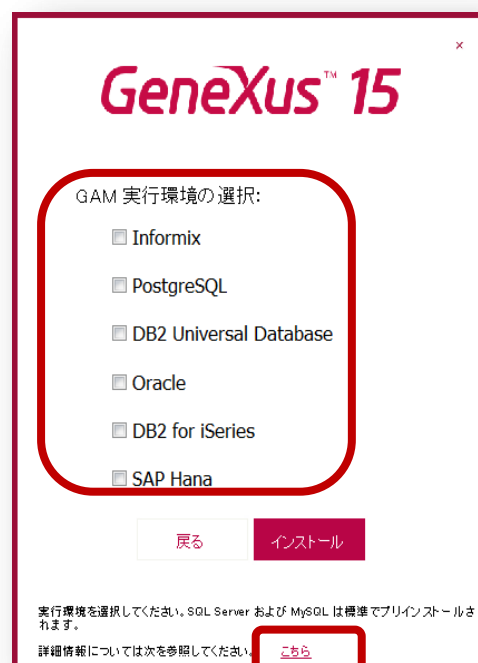 ×
GeneXus™ 15
GAM 実行環境の選択:
Informix
PostgreSQL
DB2 Universal Database
Oracle
DB2 for iSeries
SAP Hana
戻る インストール
実行環境を選択してください。SQL Server および MySQL は標準でプリインストールさ
れます。
詳細情報については次を参照してください。 こちら